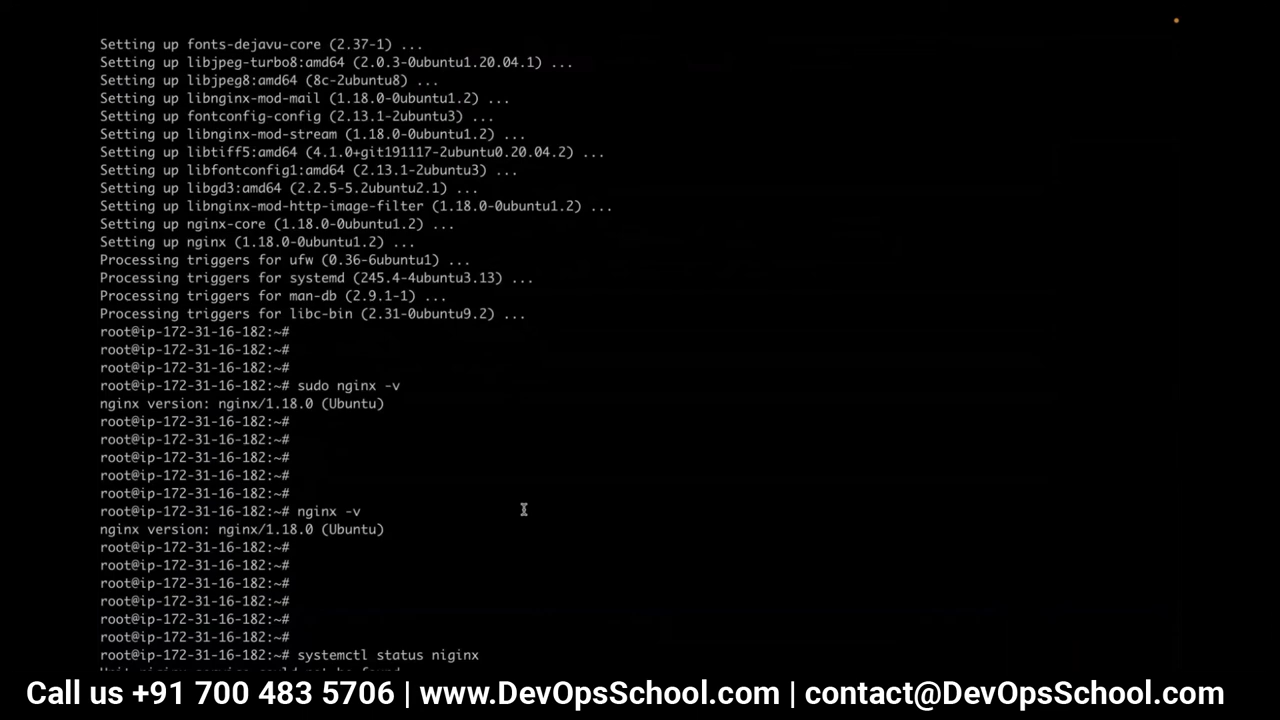 Setting up fonts-dejavu-core (2.37-1) ...
Setting up libjpeg-turbo8:amd64 (2.0.3-0ubuntu1.20.04.1) ...
Setting up libjpeg8:amd64 (8c-2ubuntu8) ...
Setting up libnginx-mod-mail (1.18.0-0ubuntu1.2) ...
Setting up fontconfig-config (2.13.1-2ubuntu3) ...
Setting up libnginx-mod-stream (1.18.0-0ubuntu1.2) ...
Setting up libtiff5:amd64 (4.1.0+git191117-2ubuntu0.20.04.2) ...
Setting up libfontconfig1:amd64 (2.13.1-2ubuntu3) ...
Setting up libgd3:amd64 (2.2.5-5.2ubuntu2.1) ...
Setting up libnginx-mod-http-image-filter (1.18.0-0ubuntu1.2) ...
Setting up nginx-core (1.18.0-0ubuntu1.2) ...
Setting up nginx (1.18.0-0ubuntu1.2) ...
Processing triggers for ufw (0.36-6ubuntu1) ...
Processing triggers for systemd (245.4-4ubuntu3.13) ...
Processing triggers for man-db (2.9.1-1) ...
Processing triggers for libc-bin (2.31-0ubuntu9.2) ...
root@ip-172-31-16-182:~#
root@ip-172-31-16-182:~#
root@ip-172-31-16-182:~#
root@ip-172-31-16-182:~# sudo nginx -v
nginx version: nginx/1.18.0 (Ubuntu)
root@ip-172-31-16-182:~#
root@ip-172-31-16-182:~#
root@ip-172-31-16-182:~#
root@ip-172-31-16-182:~#
root@ip-172-31-16-182:~#
root@ip-172-31-16-182:~# nginx -v
nginx version: nginx/1.18.0 (Ubuntu)
root@ip-172-31-16-182:~#
root@ip-172-31-16-182:~#
root@ip-172-31-16-182:~#
root@ip-172-31-16-182:~#
root@ip-172-31-16-182:~#
root@ip-172-31-16-182:~#
root@ip-172-31-16-182:~# systemctl status niginx
Call us +91 700 483 5706 | www.DevOpsSchool.com | contact@DevOpsSchool.com